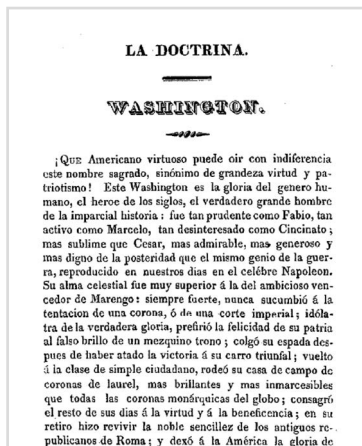 LA DOCTRINA.
WASHINGTON.
¡QUE Americano virtuoso puede oir con indiferencia
este nombre sagrado, sinónimo de grandeza virtud y pa-
triotismo! Este Washington es la gloria del genero hu-
mano, el heroe de los siglos, el verdadero grande hombre
de la imparcial historia: fue tan prudente como Fabio, tan
activo como Marcelo, tan desinteresado como Cincinato;
mas sublime que Cesar, mas admirable, mas generoso y
mas digno de la posteridad que el mismo genio de la guer-
ra, reproducido en nuestros dias en el celébre Napoleon.
Su alma celestial fue muy superior á la del ambicioso ven-
cedor de Marengo: siempre fuerte, nunca sucumbió á la
tentacion de una corona, ó de una corte imperial; idóla-
tra de la verdadera gloria, prefirió la felicidad de su patria
al falso brillo de un mezquino trono; colgó su espada des-
pues de haber atado la victoria á su carro triunfal; vuelto
á la clase de simple ciudadano, rodeó su casa de campo de
coronas de laurel, mas brillantes y mas inmarcesibles
que todas las coronas monárquicas del globo; consagró
el resto de sus dias á la virtud y á la beneficencia; en su
retiro hizo revivir la noble sencillez de los antiguos re-
publicanos de Roma; y dexó á la América la gloria de